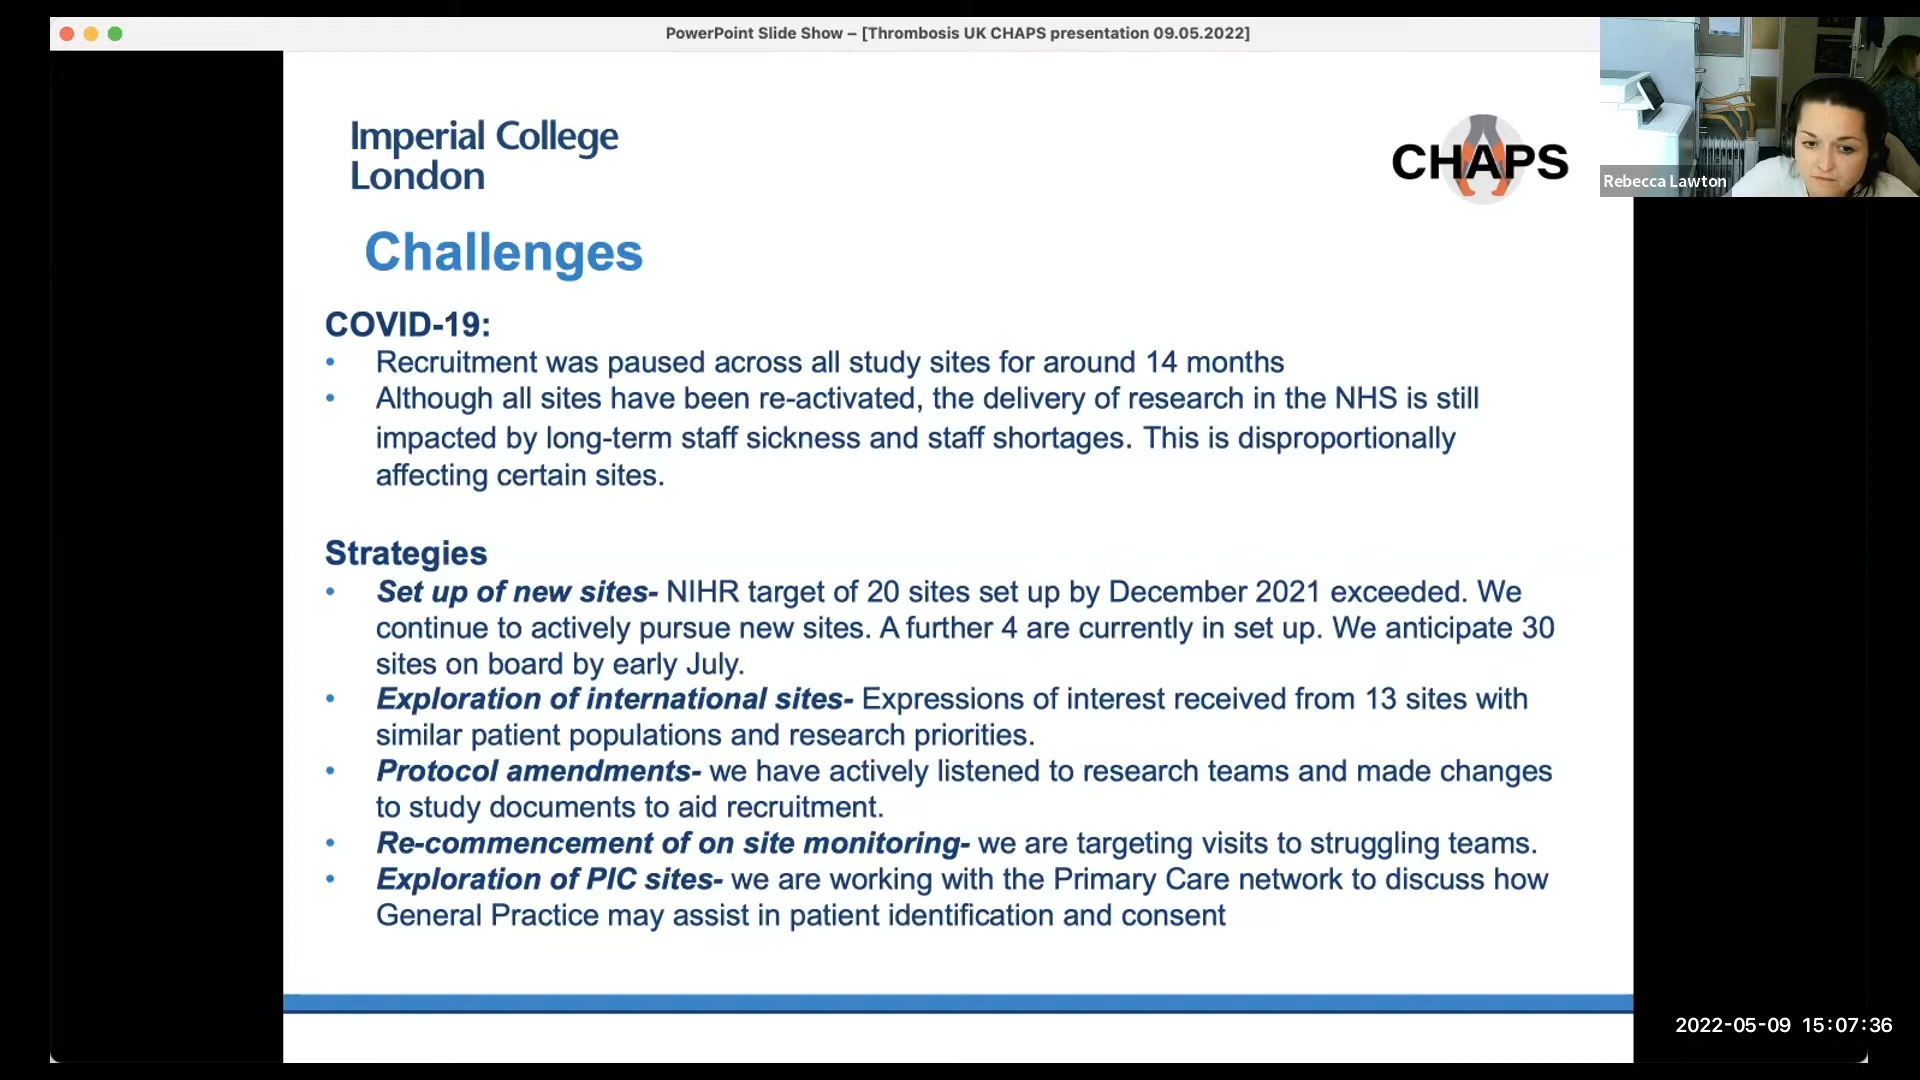 PowerPoint Slide Show – [Thrombosis UK CHAPS presentation 09.05.2022]
Imperial College
London
CHAPS
Rebecca Lawton
Challenges
COVID-19:
• Recruitment was paused across all study sites for around 14 months
• Although all sites have been re-activated, the delivery of research in the NHS is still
impacted by long-term staff sickness and staff shortages. This is disproportionally
affecting certain sites.
Strategies
• Set up of new sites- NIHR target of 20 sites set up by December 2021 exceeded. We
continue to actively pursue new sites. A further 4 are currently in set up. We anticipate 30
sites on board by early July.
• Exploration of international sites- Expressions of interest received from 13 sites with
similar patient populations and research priorities.
• Protocol amendments- we have actively listened to research teams and made changes
to study documents to aid recruitment.
• Re-commencement of on site monitoring- we are targeting visits to struggling teams.
• Exploration of PIC sites- we are working with the Primary Care network to discuss how
General Practice may assist in patient identification and consent
2022-05-09 15:07:36